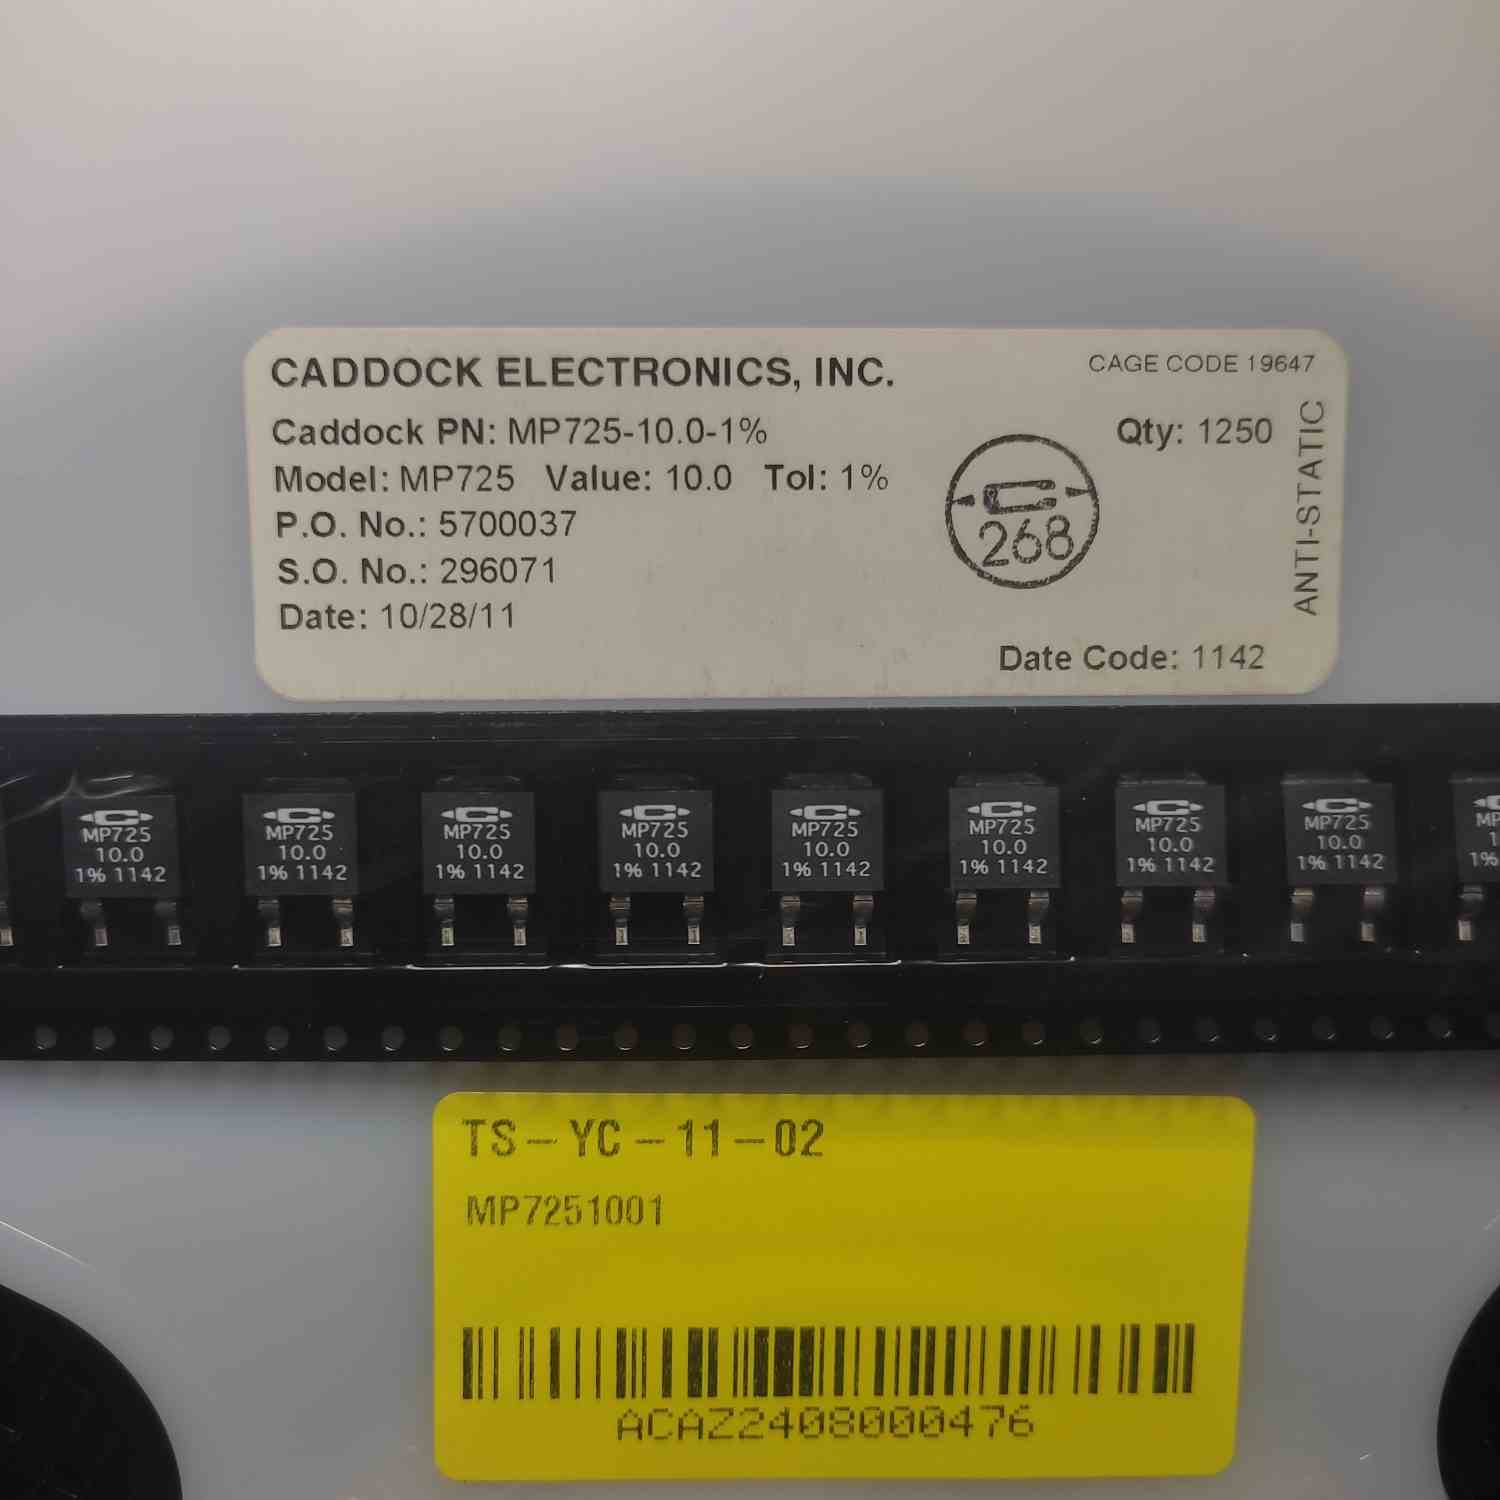 CADDOCK ELECTRONICS, INC.
CAGE CODE 19647
Caddock PN: MP725-10.0-1%
Qty: 1250
Model: MP725 Value: 10.0 Tol: 1%
P.O. No.: 5700037
S.O. No.: 296071
Date: 10/28/11
268
ANTI-STATIC
Date Code: 1142
MP725
10.0
1% 1142
MP725
10.0
1% 1142
MP725
10.0
1% 1142
MP725
10.0
1% 1142
MP725
10.0
1% 1142
MP725
10.0
1% 1142
MP725
10.0
1% 1142
MP725
10.0
1% 1142
MP
1
1%
TS-YC-11-02
MP7251001
ACAZ2408000476